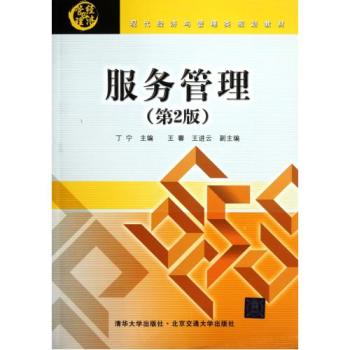 现代经济与管理类规划教材
服务管理
(第2版)
丁宁 主编 王馨 王进云 副主编
清华大学出版社·北京交通大学出版社